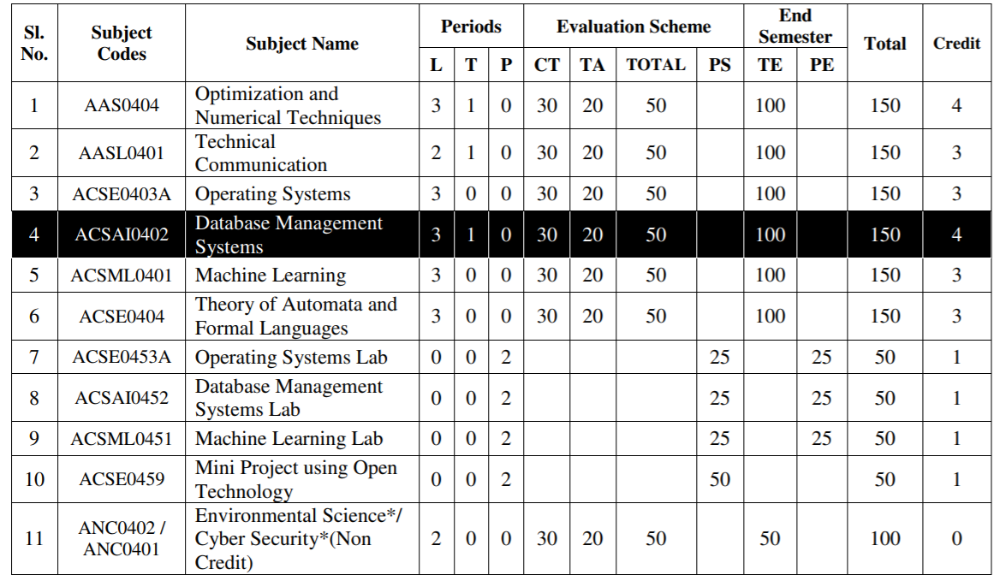 Sl. No. Subject Codes Subject Name Periods Evaluation Scheme End Semester Total Credit
L T P CT TA TOTAL PS TE PE
1 AAS0404 Optimization and Numerical Techniques 3 1 0 30 20 50 100 150 4
2 AASL0401 Technical Communication 2 1 0 30 20 50 100 150 3
3 ACSE0403A Operating Systems 3 0 0 30 20 50 100 150 3
4 ACSAI0402 Database Management Systems 3 1 0 30 20 50 100 150 4
5 ACSML0401 Machine Learning 3 0 0 30 20 50 100 150 3
6 ACSE0404 Theory of Automata and Formal Languages 3 0 0 30 20 50 100 150 3
7 ACSE0453A Operating Systems Lab 0 0 2 25 25 50 1
8 ACSAI0452 Database Management Systems Lab 0 0 2 25 25 50 1
9 ACSML0451 Machine Learning Lab 0 0 2 25 25 50 1
10 ACSE0459 Mini Project using Open Technology 0 0 2 50 50 1
11 ANC0402 / ANC0401 Environmental Science*/ Cyber Security*(Non Credit) 2 0 0 30 20 50 50 100 0